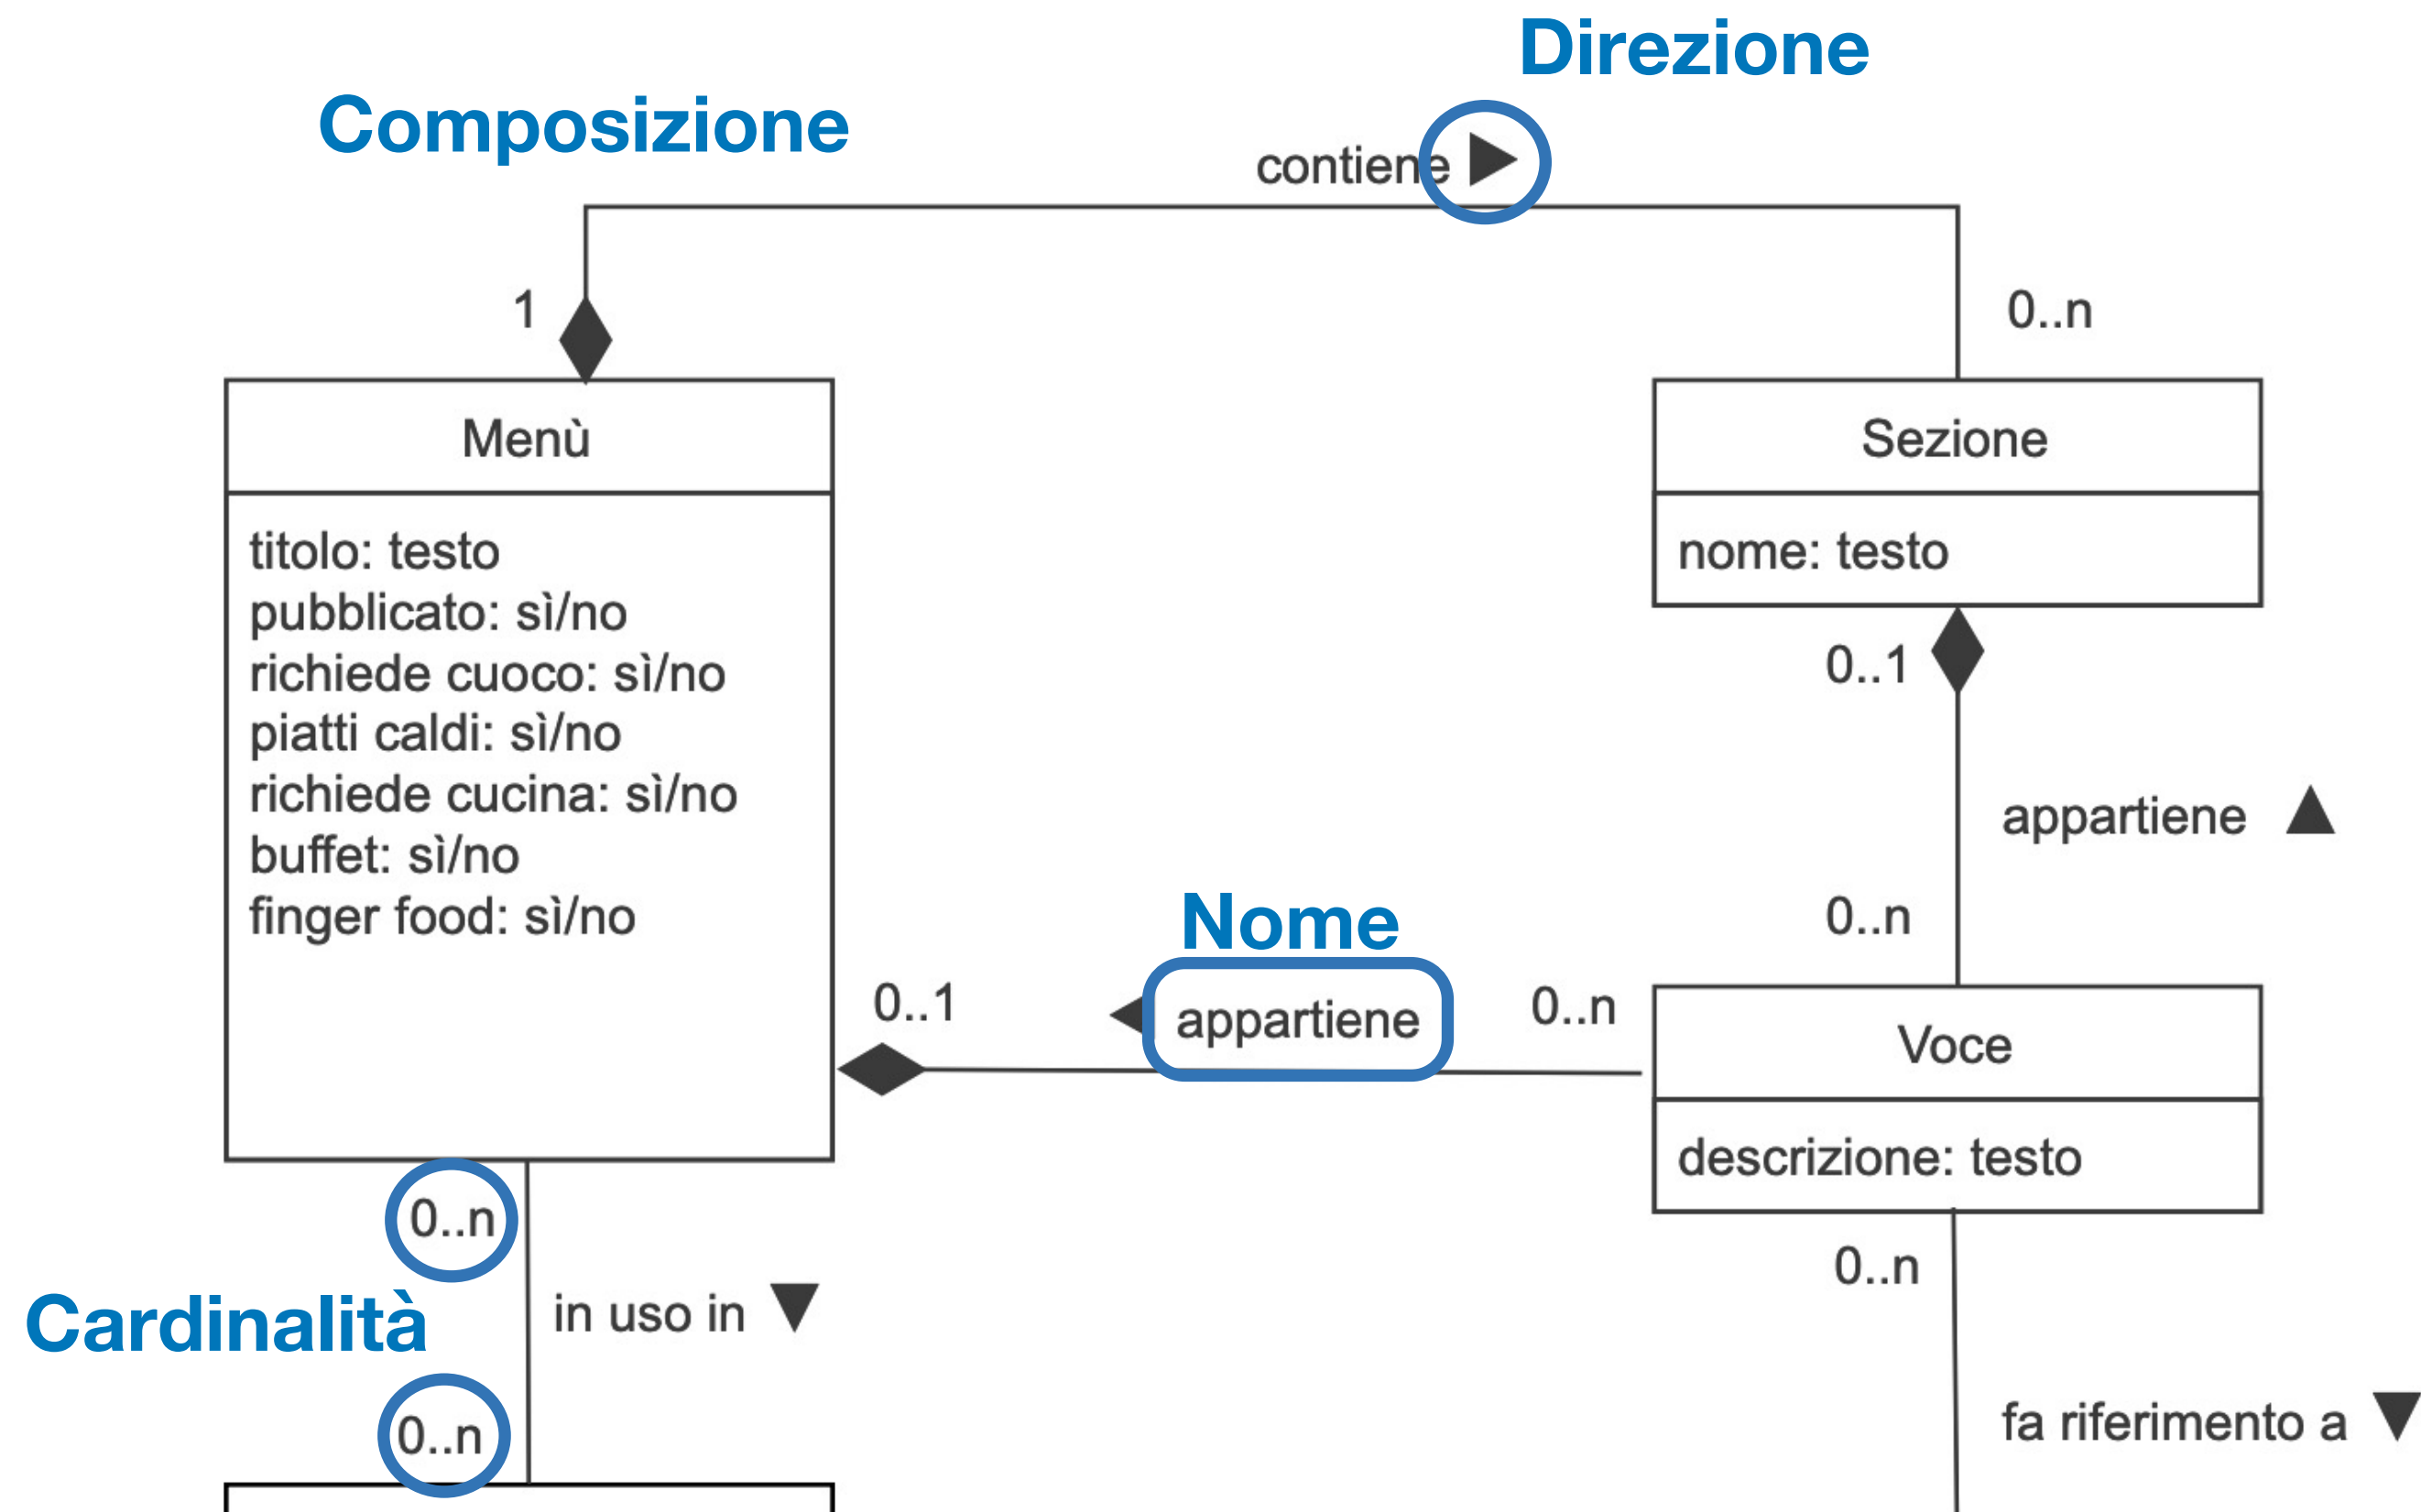 Direzione
Composizione
contiene
1
0..n
Menù
Sezione
titolo: testo
pubblicato: sì/no
richiede cuoco: sì/no
piatti caldi: sì/no
richiede cucina: sì/no
buffet: sì/no
finger food: sì/no
nome: testo
0..1
appartiene
0..n
Nome
0..1
appartiene
0..n
Voce
descrizione: testo
0..n
0..n
Cardinalità
in uso in
0..n
fa riferimento a